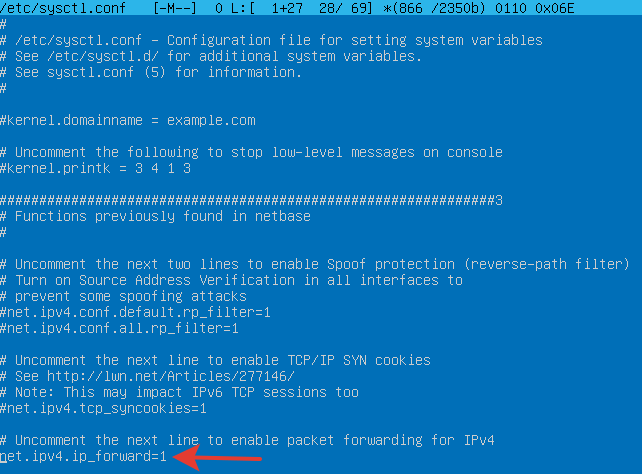 /etc/sysctl.conf   [-M--]  0 L:[  1+27  28/ 69] *(866 /2350b) 0110 0x06E
#
# /etc/sysctl.conf - Configuration file for setting system variables
# See /etc/sysctl.d/ for additional system variables.
# See sysctl.conf (5) for information.
#
#kernel.domainname = example.com
# Uncomment the following to stop low-level messages on console
#kernel.printk = 3 4 1 3
##############################################################3
# Functions previously found in netbase
#
# Uncomment the next two lines to enable Spoof protection (reverse-path filter)
# Turn on Source Address Verification in all interfaces to
# prevent some spoofing attacks
#net.ipv4.conf.default.rp_filter=1
#net.ipv4.conf.all.rp_filter=1
# Uncomment the next line to enable TCP/IP SYN cookies
# See http://lwn.net/Articles/277146/
# Note: This may impact IPv6 TCP sessions too
#net.ipv4.tcp_syncookies=1
# Uncomment the next line to enable packet forwarding for IPv4
net.ipv4.ip_forward=1